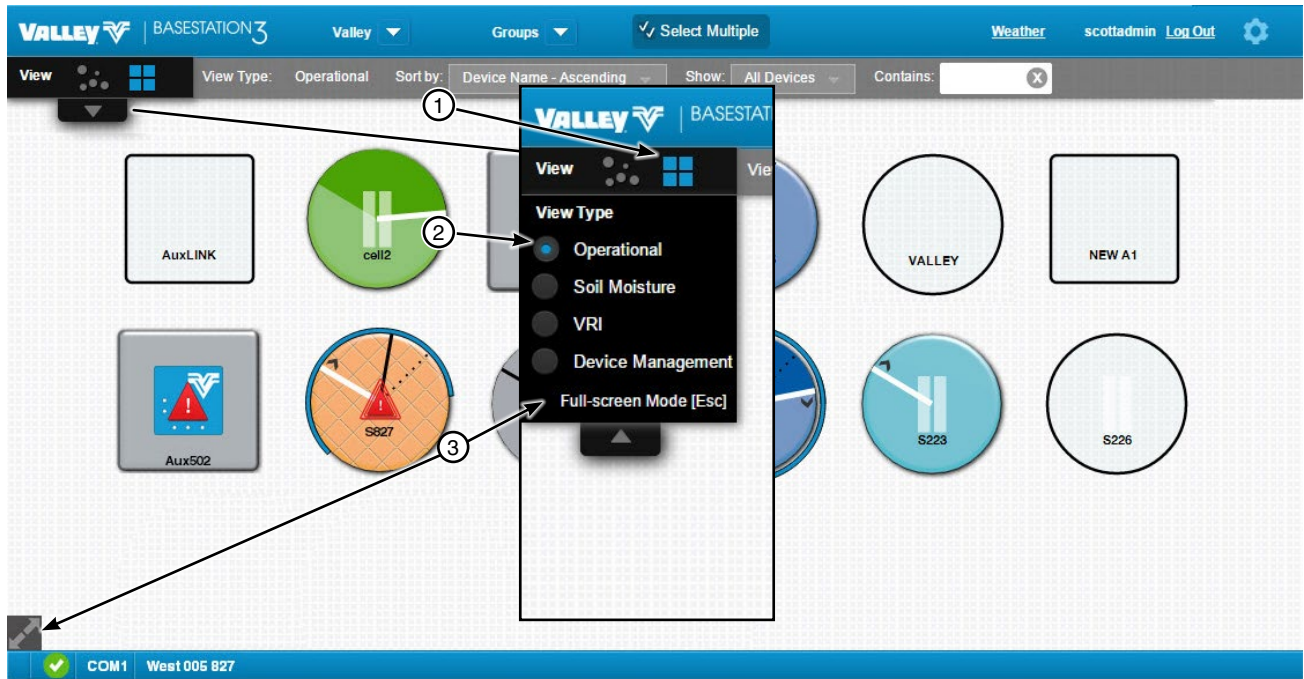 VALLEY | BASESTATION3 Valley Groups Select Multiple Weather scottadmin Log Out
View View Type: Operational Sort by: Device Name - Ascending Show: All Devices Contains: X
1
VALLEY | BASESTAT
View Vie
View Type
2 Operational
Soil Moisture
VRI
Device Management
3 Full-screen Mode [Esc]
AuxLINK
cell2
VALLEY
NEW A1
Aux502
S827
S223
S226
COM1 West 005 827